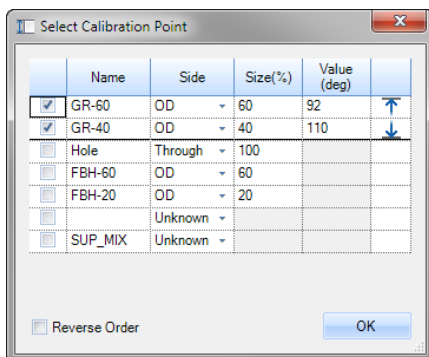 Select Calibration Point
Name Side Size(%) Value (deg)
GR-60 OD 60 92
GR-40 OD 40 110
Hole Through 100
FBH-60 OD 60
FBH-20 OD 20
Unknown
SUP_MIX Unknown
Reverse Order OK